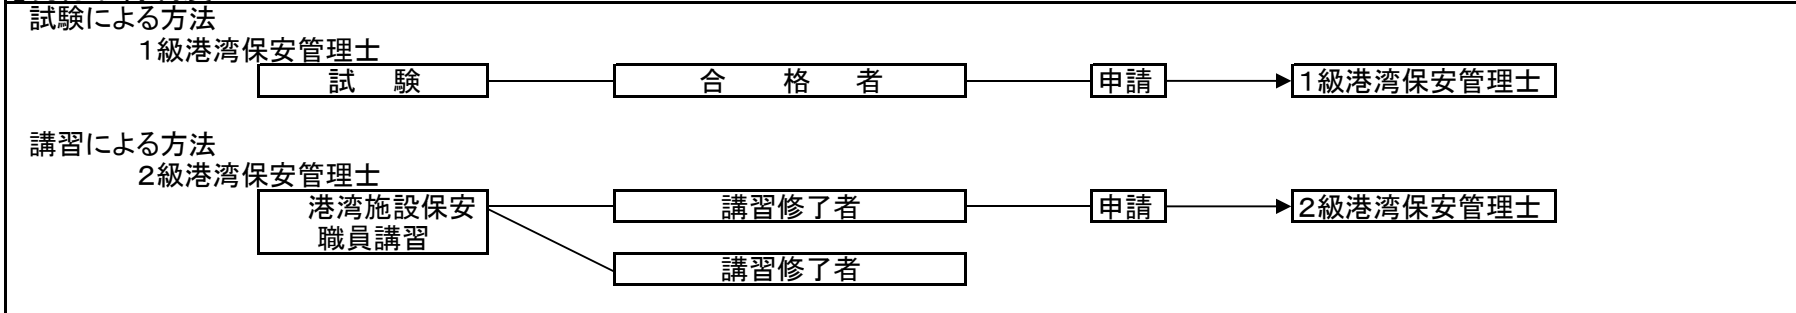 試験による方法
１級港湾保安管理士
試　験
合　格　者
申請
１級港湾保安管理士
講習による方法
２級港湾保安管理士
港湾施設保安
職員講習
講習修了者
申請
２級港湾保安管理士
講習修了者